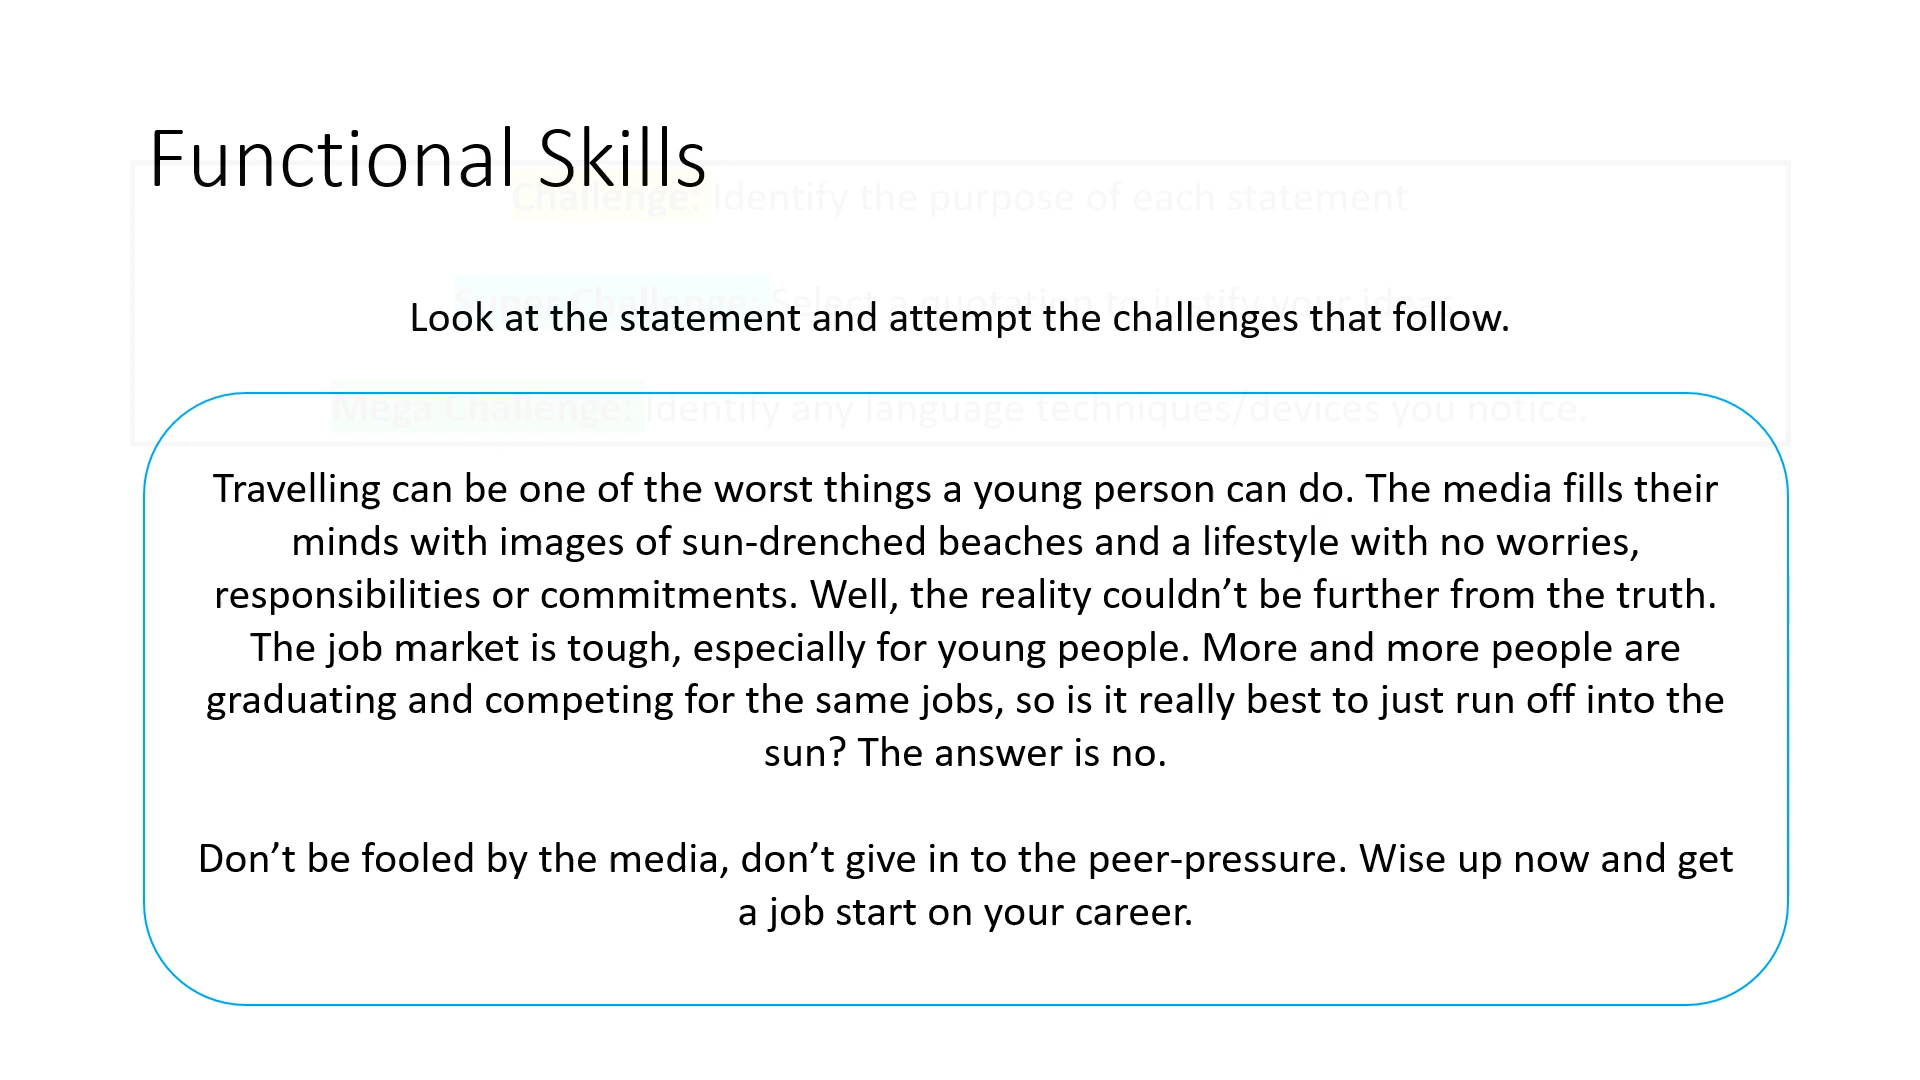 Functional Skills
Challenge: Identify the purpose of each statement
Super Challenge: Select a quotation to justify your idea
Look at the statement and attempt the challenges that follow.
Mega Challenge: Identify any language techniques/devices you notice.
Travelling can be one of the worst things a young person can do. The media fills their
minds with images of sun-drenched beaches and a lifestyle with no worries,
responsibilities or commitments. Well, the reality couldn’t be further from the truth.
The job market is tough, especially for young people. More and more people are
graduating and competing for the same jobs, so is it really best to just run off into the
sun? The answer is no.
Don’t be fooled by the media, don’t give in to the peer-pressure. Wise up now and get
a job start on your career.